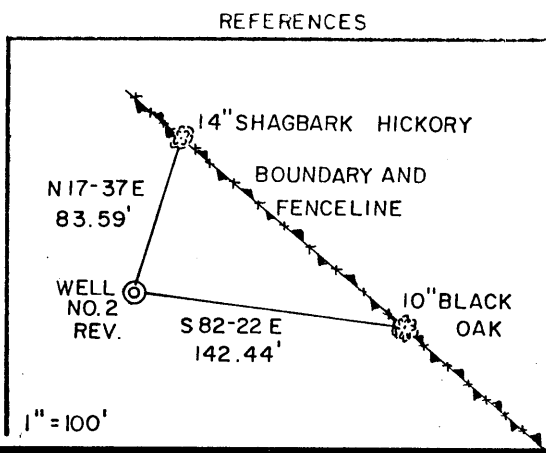 REFERENCES
14" SHAGBARK HICKORY
BOUNDARY AND
FENCELINE
N 17-37 E
83.59'
WELL
NO. 2
REV.
S 82-22 E
142.44'
10" BLACK
OAK
1" = 100'